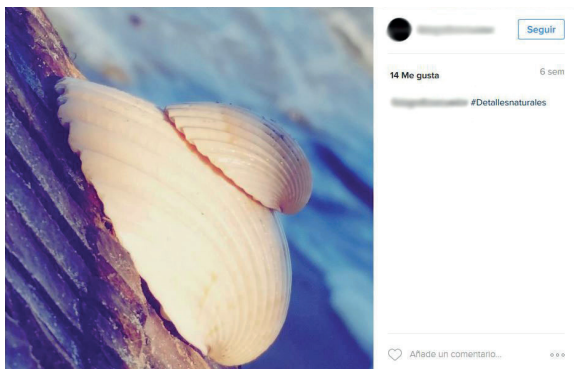 Seguir
14 Me gusta
6 sem
#Detallesnaturales
Añade un comentario...